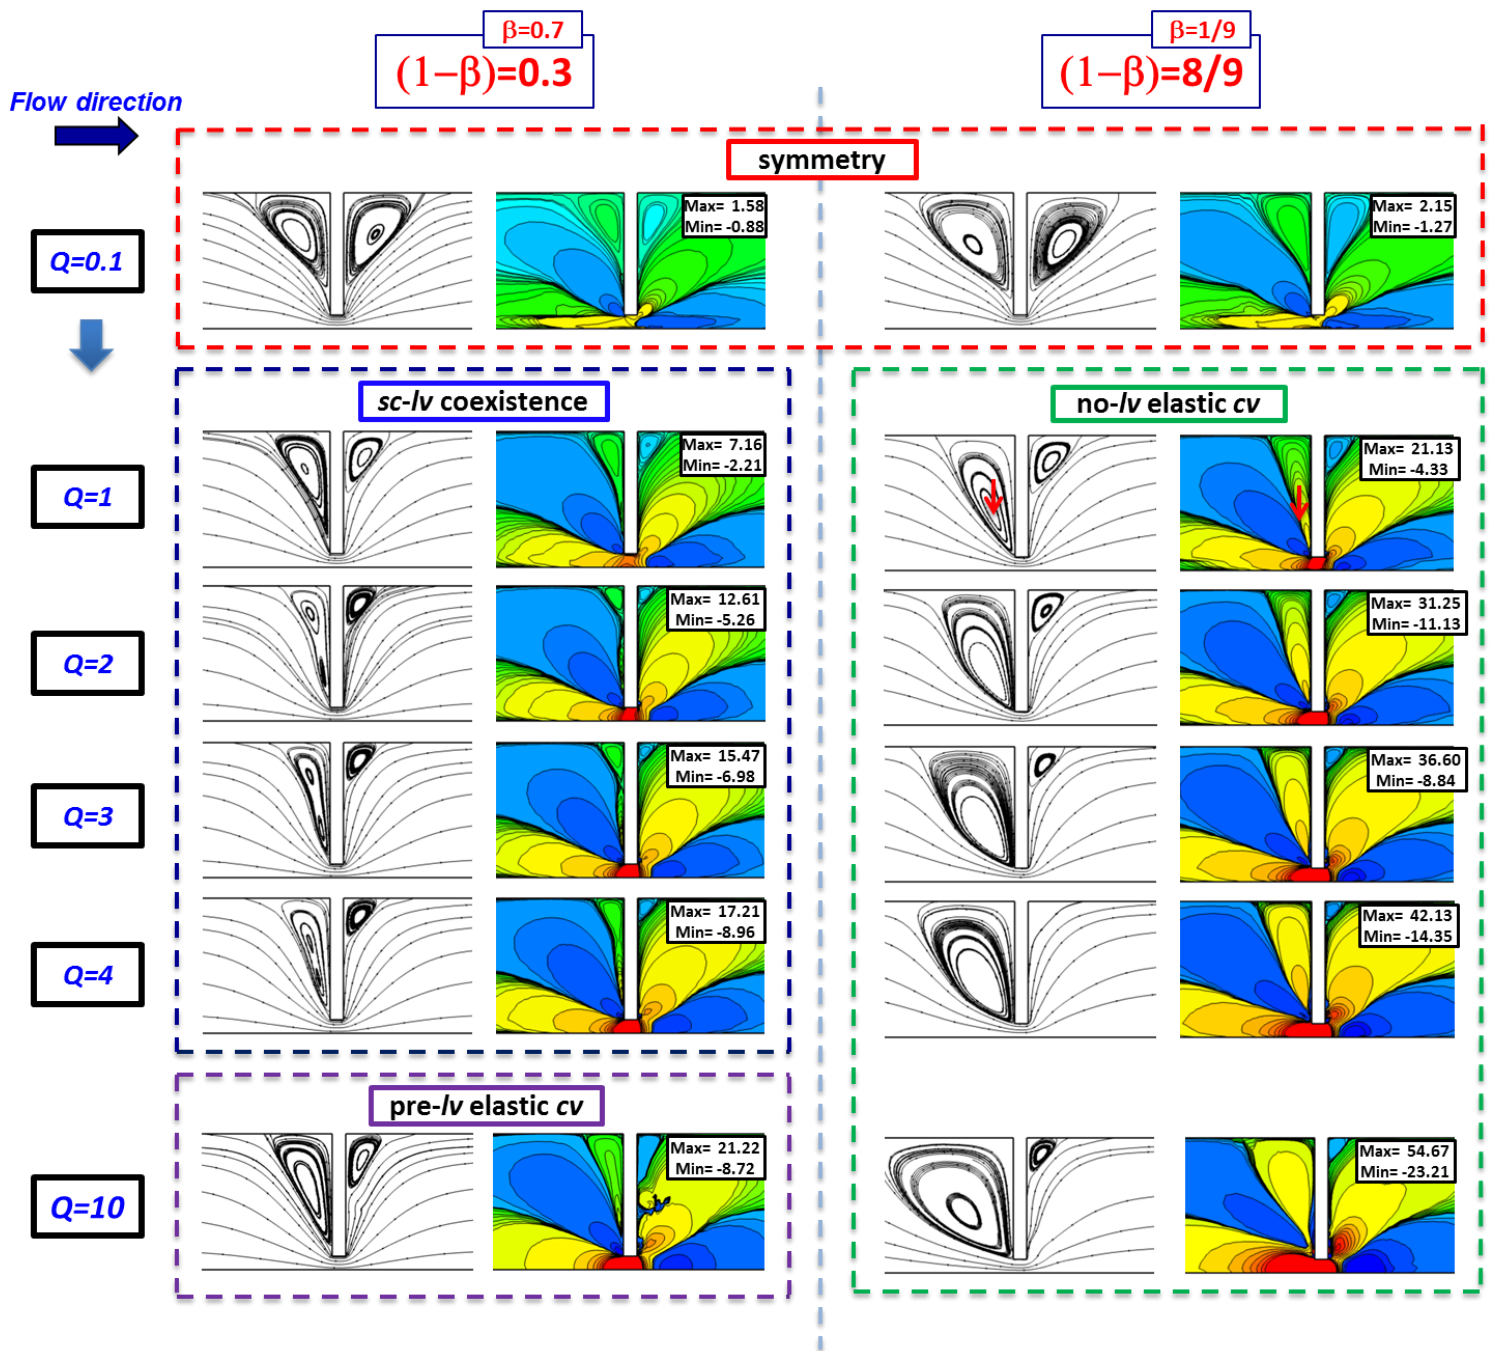 β=0.7
(1−β)=0.3
β=1/9
(1−β)=8/9
Flow direction
symmetry
Q=0.1
Max= 1.58
Min= -0.88
Max= 2.15
Min= -1.27
sc-lv coexistence
no-lv elastic cv
Q=1
Max= 7.16
Min= -2.21
Max= 21.13
Min= -4.33
Q=2
Max= 12.61
Min= -5.26
Max= 31.25
Min= -11.13
Q=3
Max= 15.47
Min= -6.98
Max= 36.60
Min= -8.84
Q=4
Max= 17.21
Min= -8.96
Max= 42.13
Min= -14.35
pre-lv elastic cv
Q=10
Max= 21.22
Min= -8.72
Max= 54.67
Min= -23.21